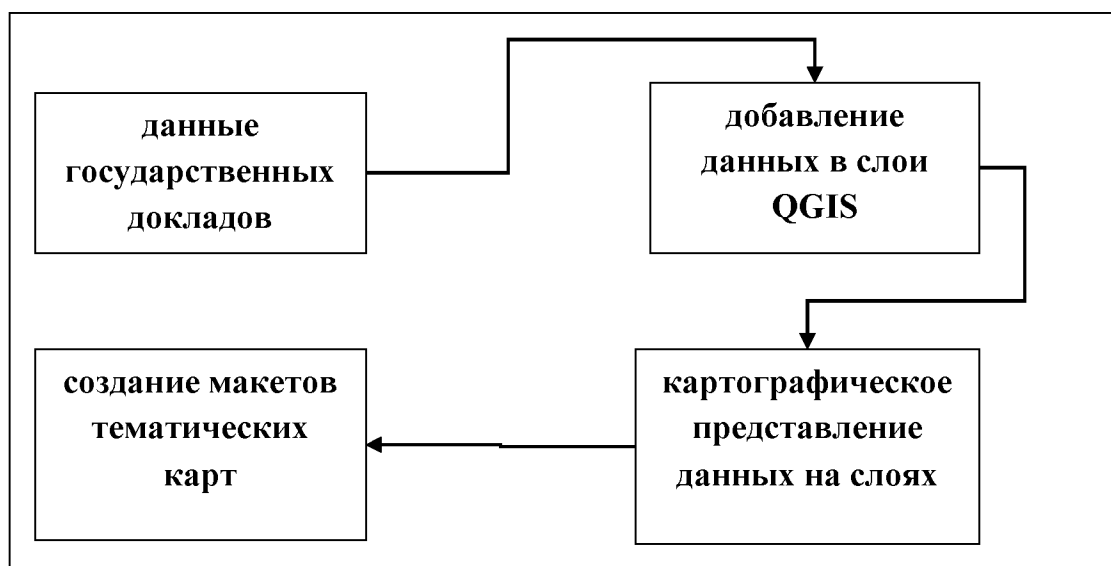 данные
государственных
докладов
добавление
данных в слои
QGIS
картографическое
представление
данных на слоях
создание макетов
тематических
карт